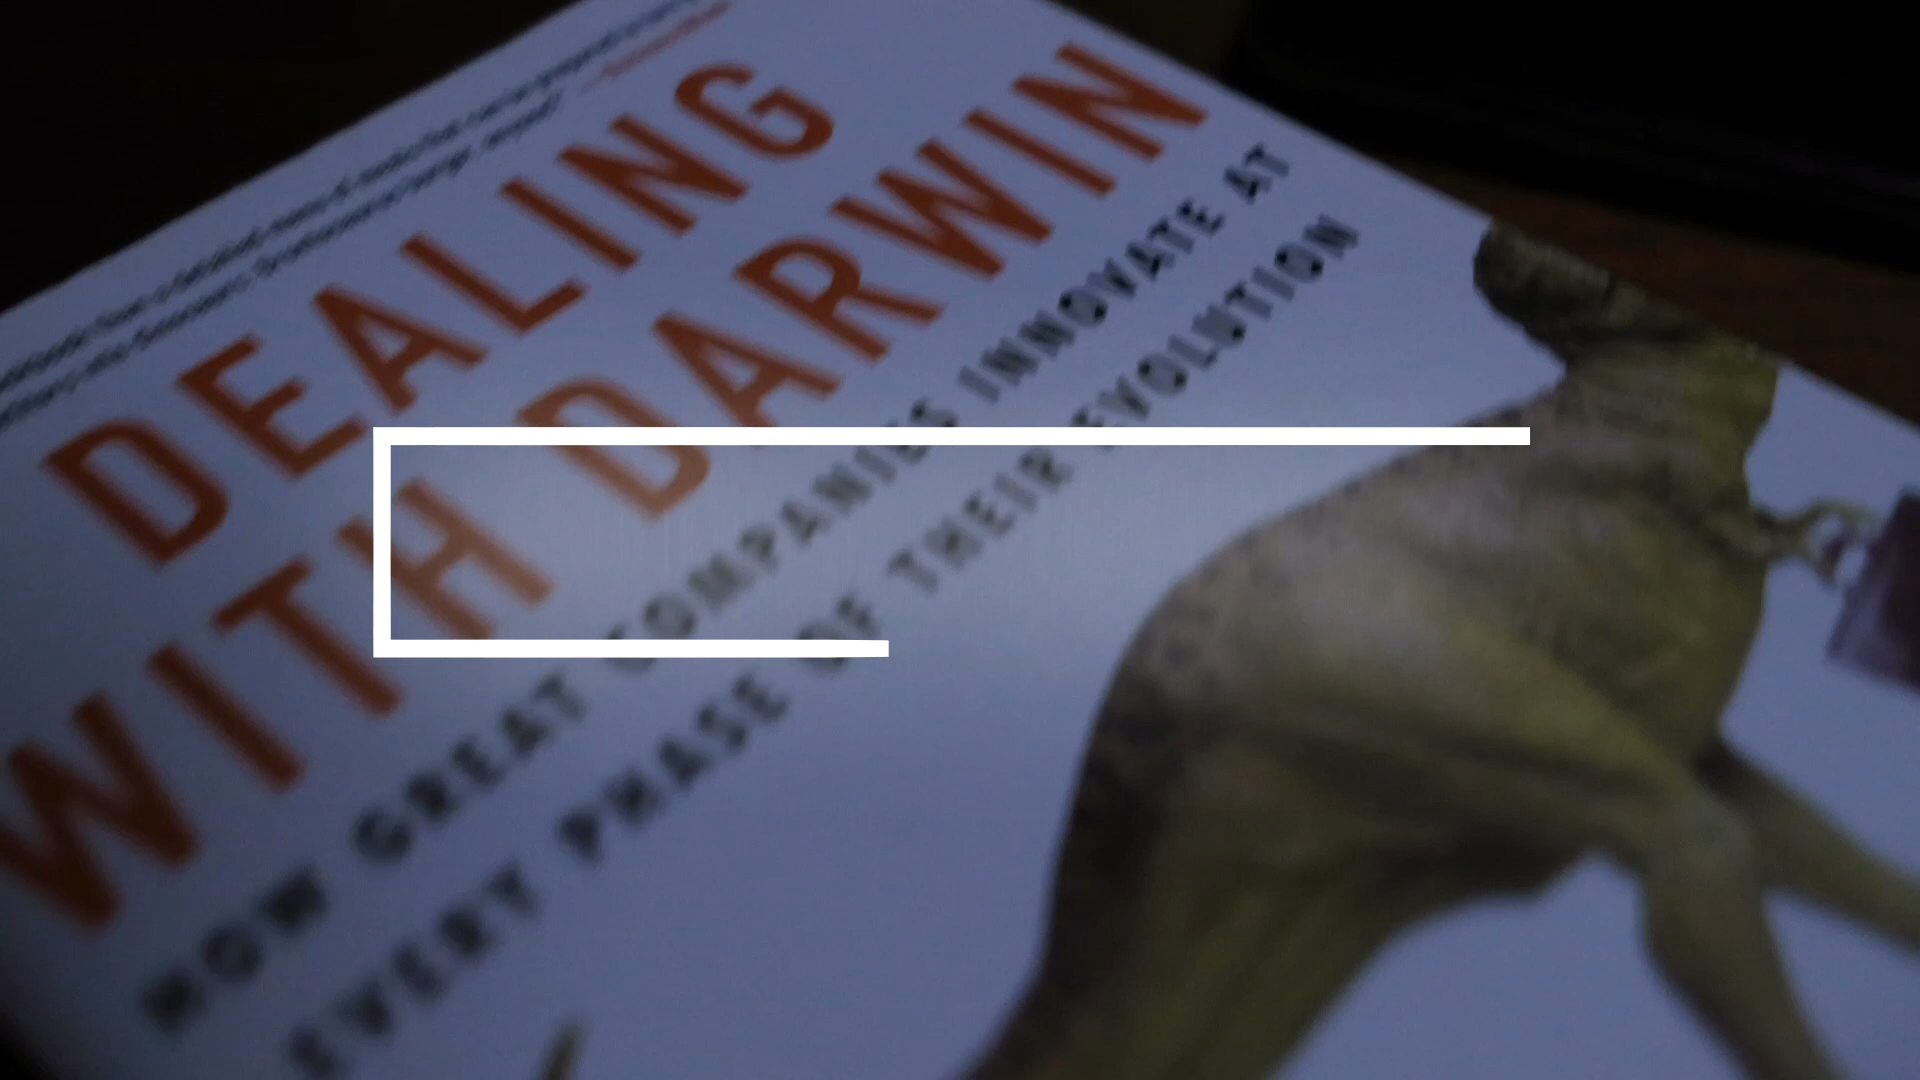 DEALING
WITH DARWIN
HOW GREAT COMPANIES INNOVATE AT
EVERY PHASE OF THEIR EVOLUTION